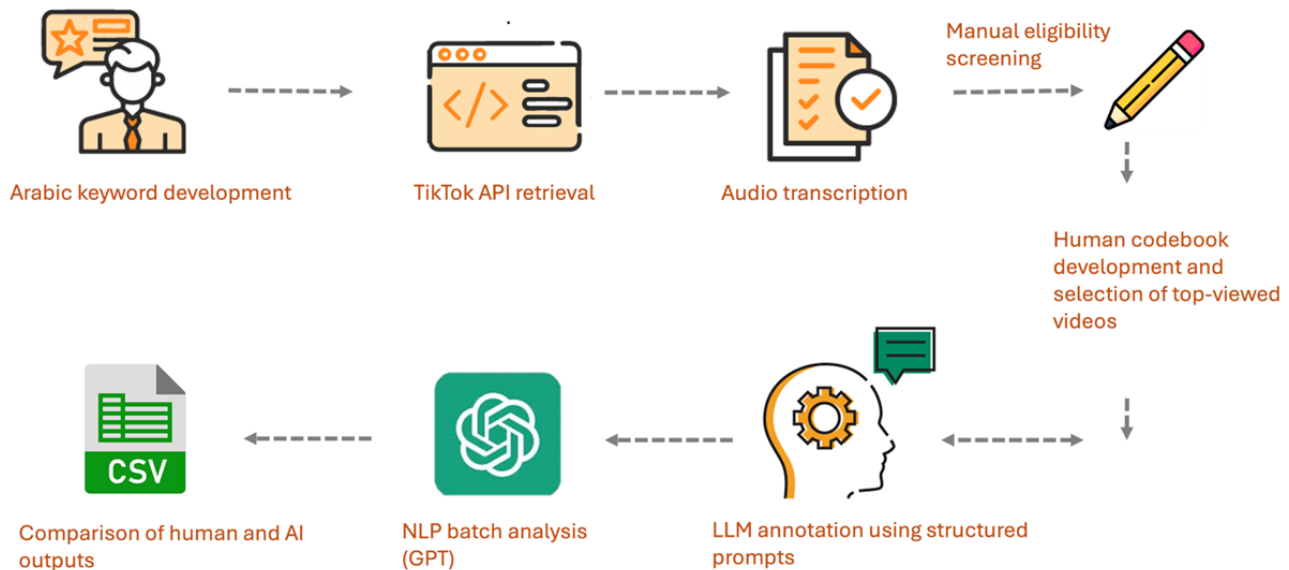 Manual eligibility
screening
Arabic keyword development
TikTok API retrieval
Audio transcription
Human codebook
development and
selection of top-viewed
videos
CSV
Comparison of human and AI
outputs
NLP batch analysis
(GPT)
LLM annotation using structured
prompts